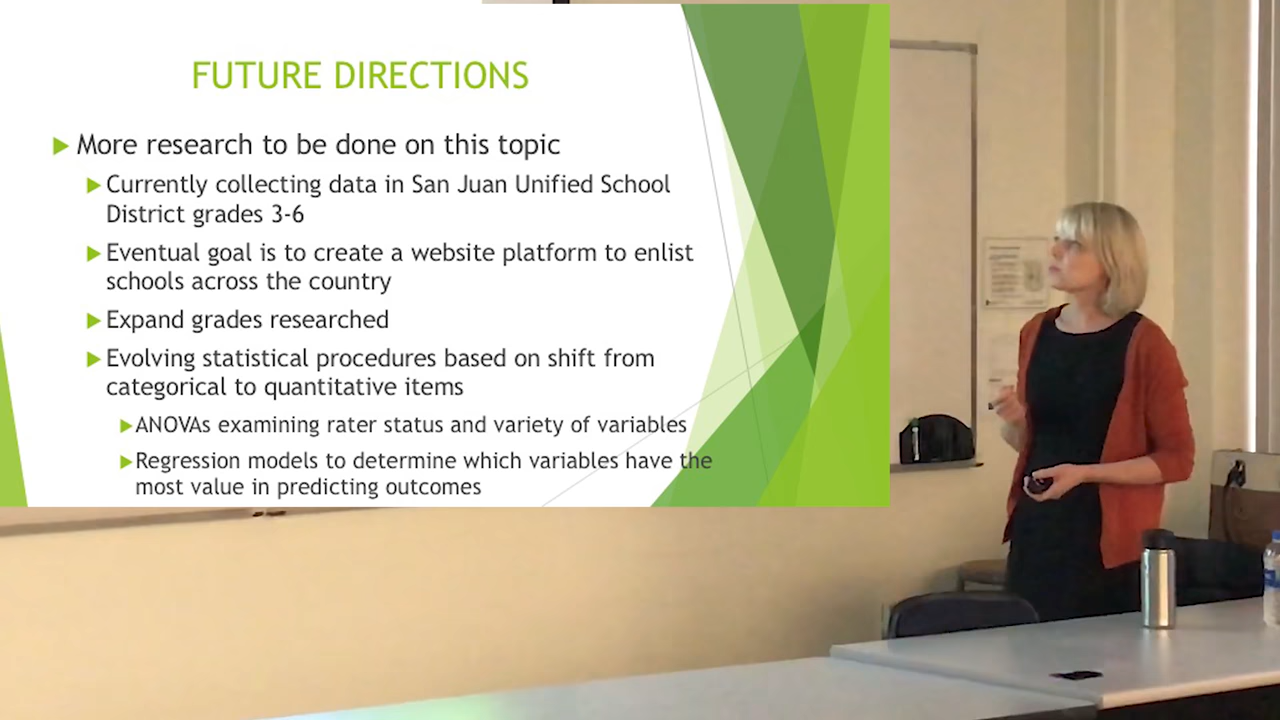 FUTURE DIRECTIONS
More research to be done on this topic
Currently collecting data in San Juan Unified School
District grades 3-6
Eventual goal is to create a website platform to enlist
schools across the country
Expand grades researched
Evolving statistical procedures based on shift from
categorical to quantitative items
ANOVAs examining rater status and variety of variables
Regression models to determine which variables have the
most value in predicting outcomes